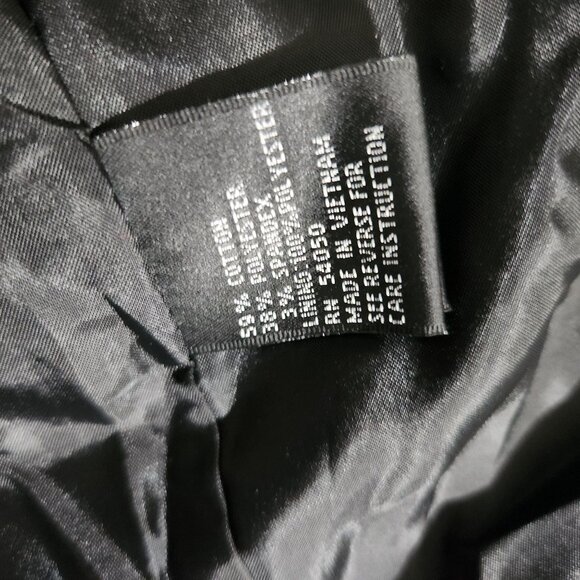 59% COTTON
38% POLYESTER
3% SPANDEX
LINING 100% POLYESTER
RN 54050
MADE IN VIETNAM
SEE REVERSE FOR
CARE INSTRUCTION